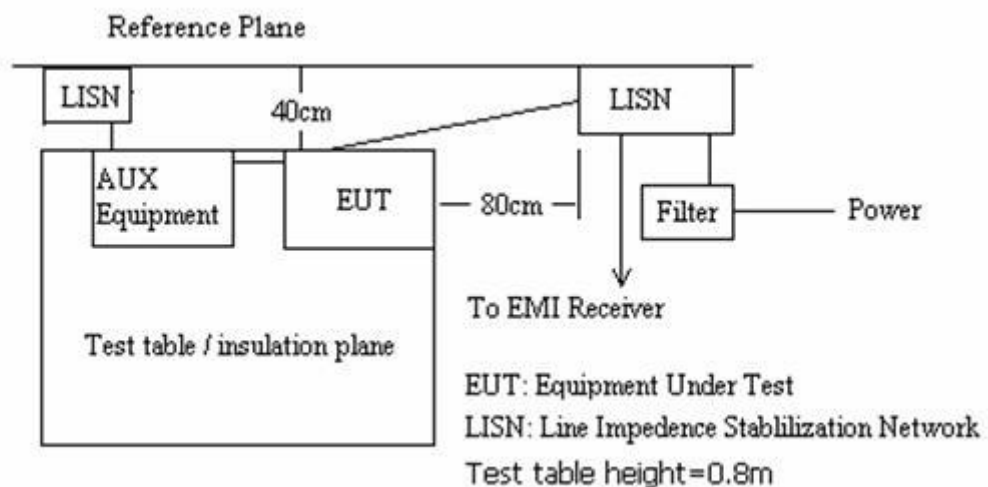 Reference Plane
LISN
40cm
LISN
AUX
Equipment
EUT
80cm
Filter
Power
To EMI Receiver
Test table / insulation plane
EUT: Equipment Under Test
LISN: Line Impedence Stablilization Network
Test table height=0.8m